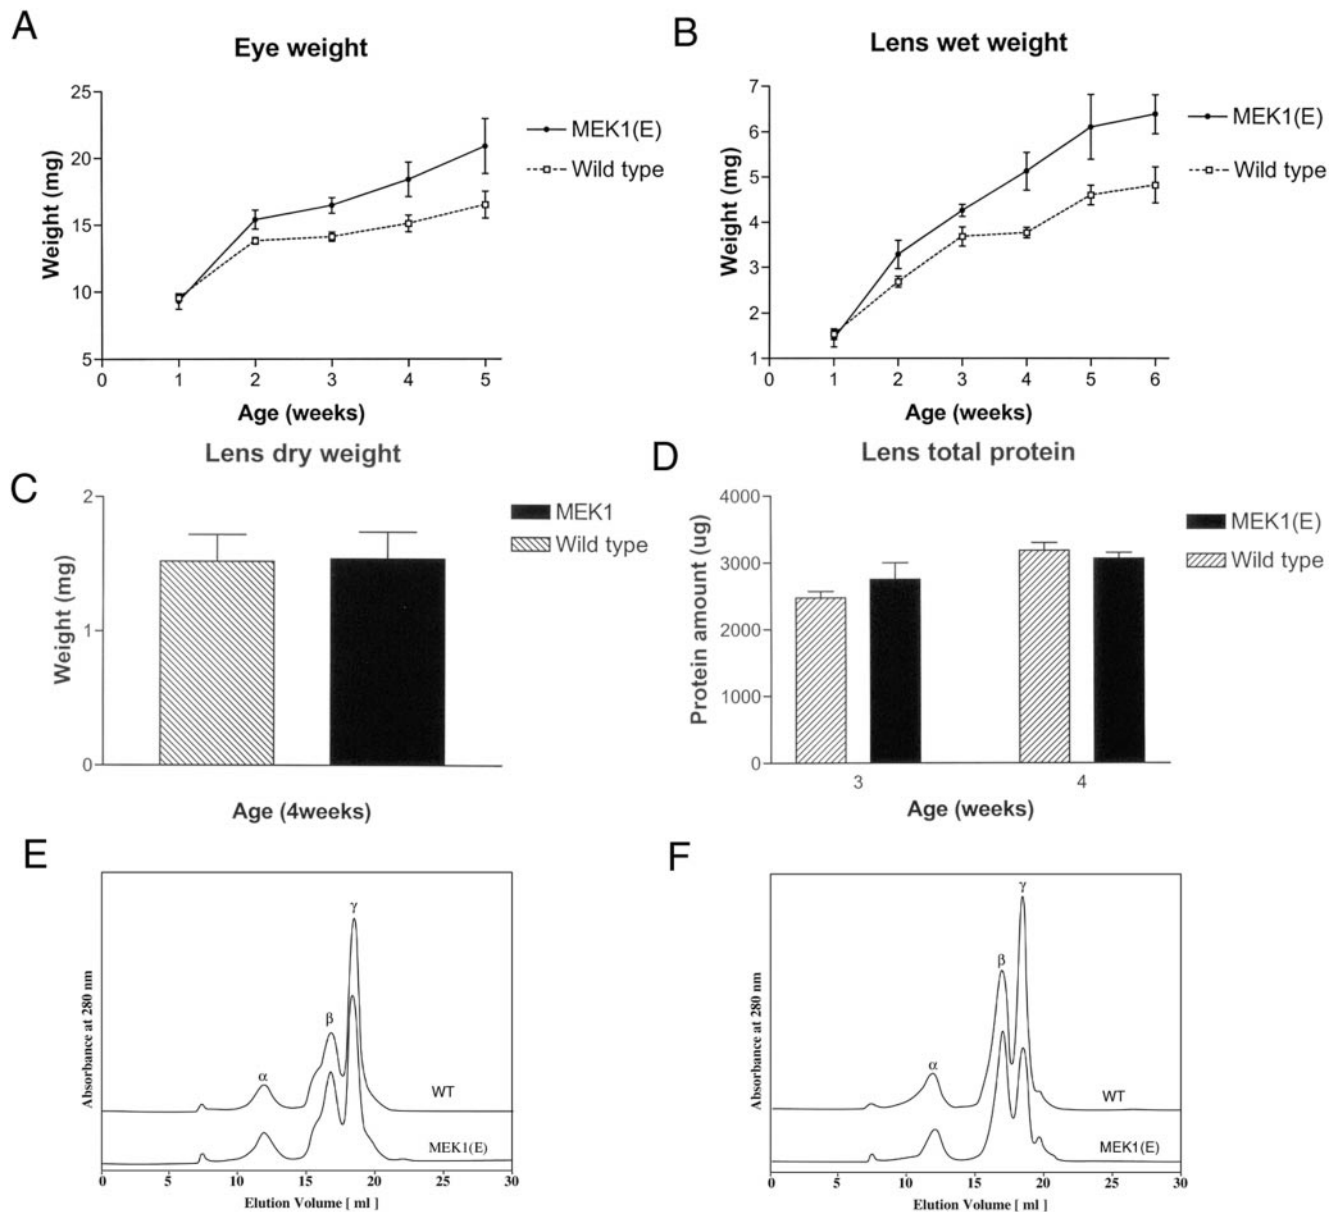 A
Eye weight
25
20
15
10
5
0
1
2
3
4
5
Weight (mg)
Age (weeks)
MEK1(E)
Wild type
B
Lens wet weight
7
6
5
4
3
2
1
0
1
2
3
4
5
6
Weight (mg)
Age (weeks)
MEK1(E)
Wild type
C
Lens dry weight
2
1
0
Weight (mg)
Age (4weeks)
MEK1
Wild type
D
Lens total protein
4000
3000
2000
1000
0
3
4
Protein amount (ug)
Age (weeks)
MEK1(E)
Wild type
E
Absorbance at 280 nm
α
β
γ
WT
MEK1(E)
0
5
10
15
20
25
30
Elution Volume [ ml ]
F
Absorbance at 280 nm
α
β
γ
WT
MEK1(E)
0
5
10
15
20
25
30
Elution Volume [ ml ]